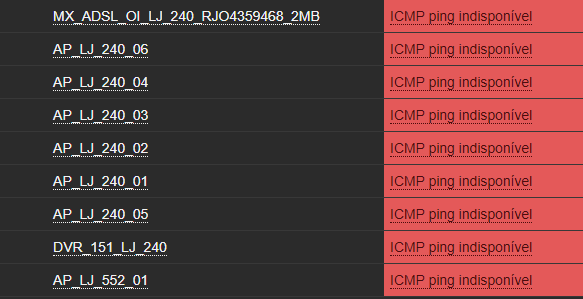 MX_ADSL_OI_LJ_240_RJO4359468_2MB ICMP ping indisponível
AP_LJ_240_06 ICMP ping indisponível
AP_LJ_240_04 ICMP ping indisponível
AP_LJ_240_03 ICMP ping indisponível
AP_LJ_240_02 ICMP ping indisponível
AP_LJ_240_01 ICMP ping indisponível
AP_LJ_240_05 ICMP ping indisponível
DVR_151_LJ_240 ICMP ping indisponível
AP_LJ_552_01 ICMP ping indisponível